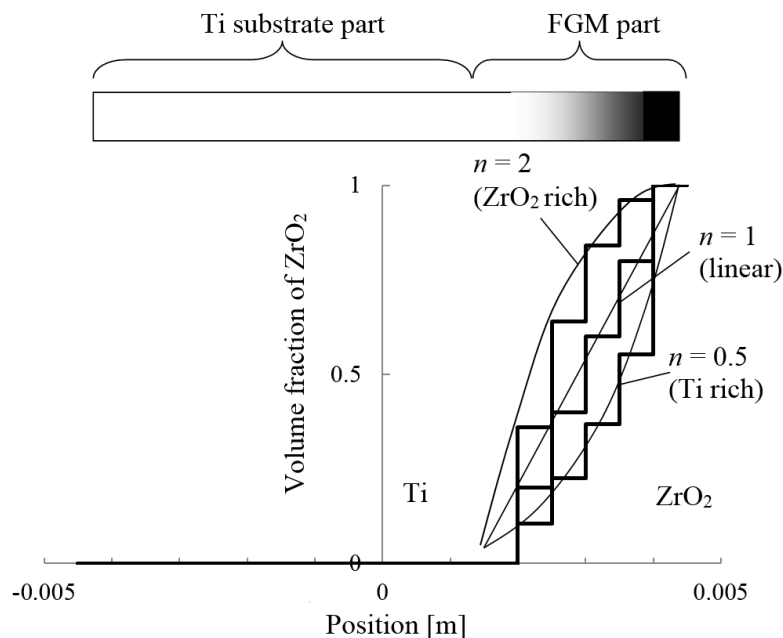 Ti substrate part
FGM part
n = 2
(ZrO₂ rich)
1
n = 1
(linear)
Volume fraction of ZrO₂
0.5
n = 0.5
(Ti rich)
Ti
ZrO₂
0
-0.005
0
0.005
Position [m]